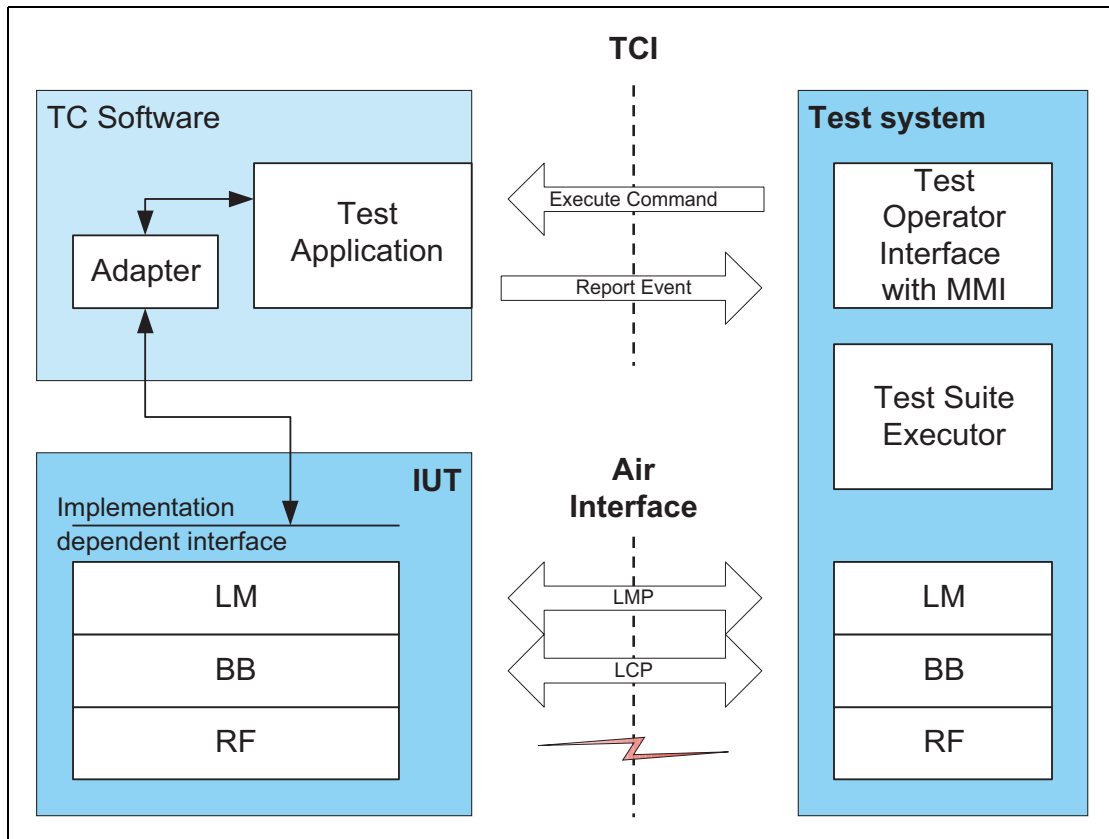 TCI
TC Software
Test
Application
Adapter
Execute Command
Report Event
Test system
Test
Operator
Interface
with MMI
Test Suite
Executor
IUT
Implementation
dependent interface
LM
BB
RF
Air
Interface
LMP
LCP
LM
BB
RF